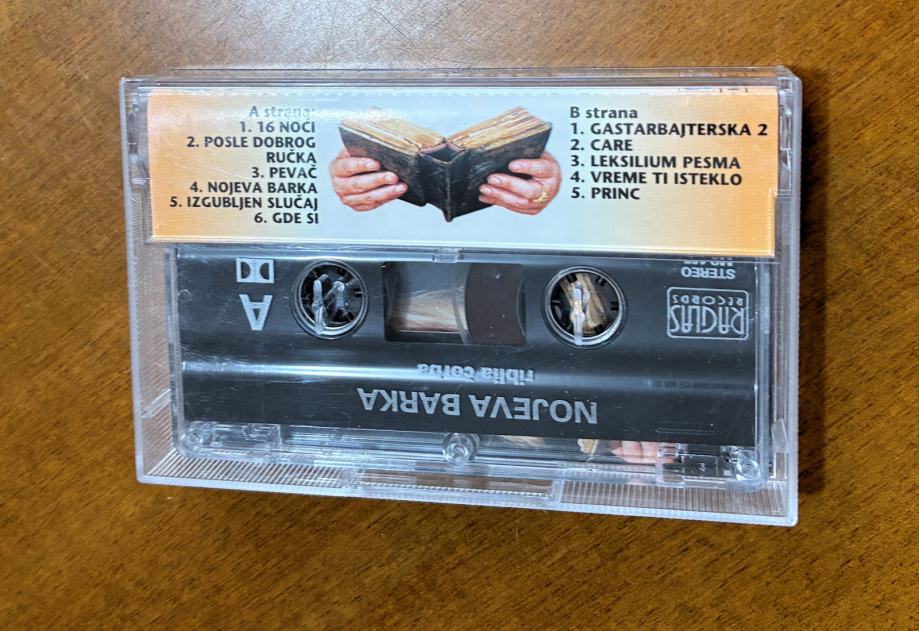 A strana:
1. 16 NOĆI
2. POSLE DOBROG
RUČKA
3. PEVAČ
4. NOJEVA BARKA
5. IZGUBLJEN SLUČAJ
6. GDE SI
B strana
1. GASTARBAJTERSKA 2
2. CARE
3. LEKSILIUM PESMA
4. VREME TI ISTEKLO
5. PRINC
NOJEVA BARKA
riblja čorba
A
RAGLAS
RECORDS
STEREO